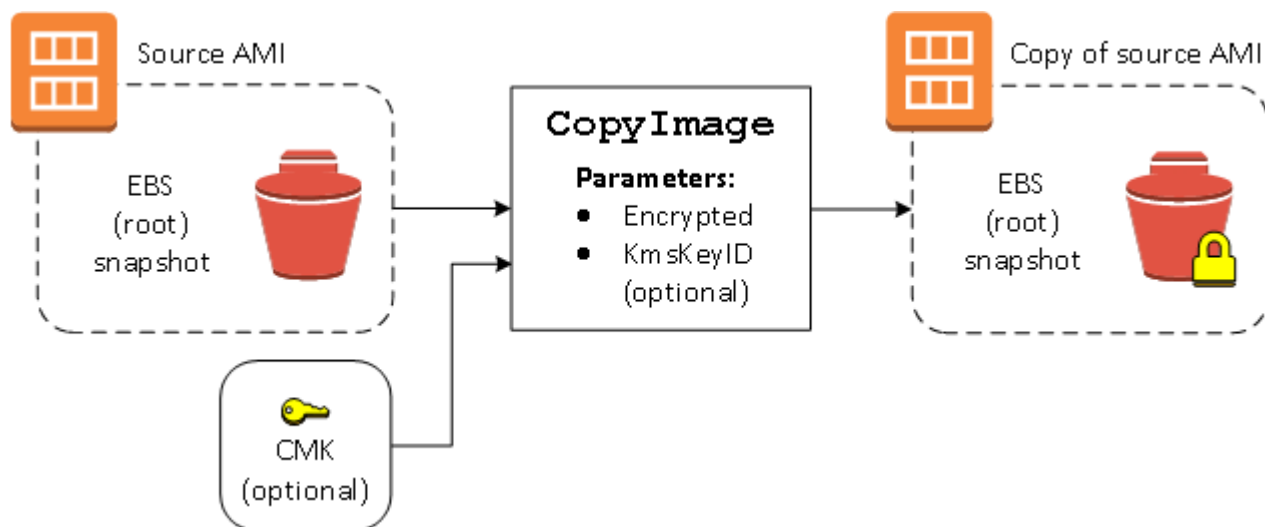 Source AMI
EBS
(root)
snapshot
CMK
(optional)
CopyImage
Parameters:
● Encrypted
● KmsKeyID
(optional)
Copy of source AMI
EBS
(root)
snapshot